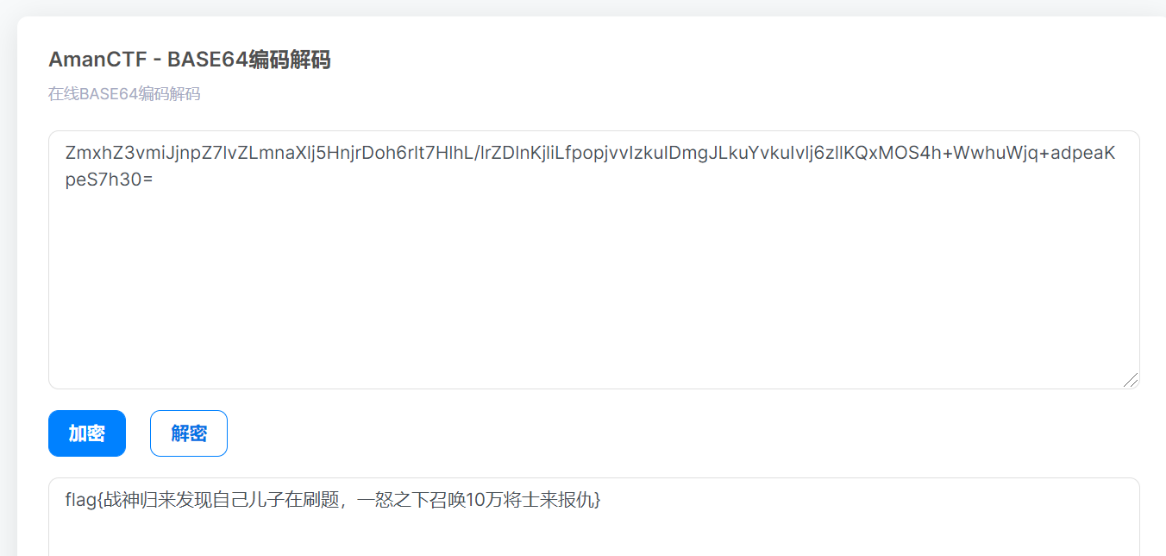 AmanCTF - BASE64编码解码
在线BASE64编码解码
ZmxhZ3vmiJjnpZ7lvZLmnaXlj5HnjrDoh6rlt7HlhL/lrZDlnKjliLfpopjvvIzkuIDmgJLkuYvkuIvlj6zllKQxMOS4h+WwhuWjq+adpeaK
peS7h30=
加密
解密
flag{战神归来发现自己儿子在刷题，一怒之下召唤10万将士来报仇}